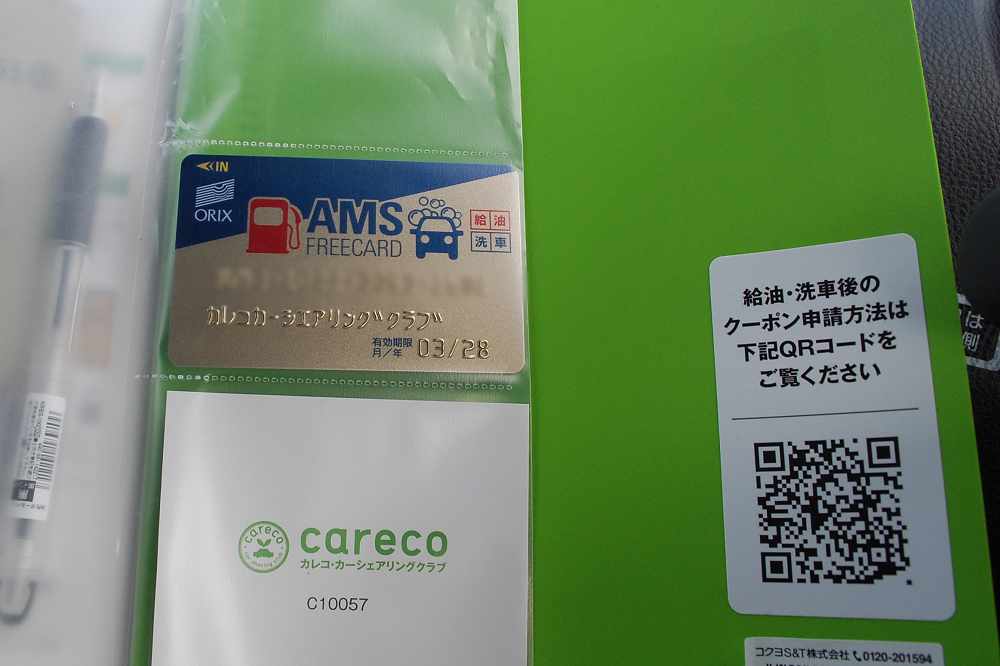 IN
ORIX
AMS
FREECARD
給油
洗車
カレコカーシェアリングクラブ
有効期限
月/年 03/28
careco
careco
カレコ・カーシェアリングクラブ
C10057
給油・洗車後の
クーポン申請方法は
下記QRコードを
ご覧ください
コクヨS&T株式会社 0120-201594
は
側